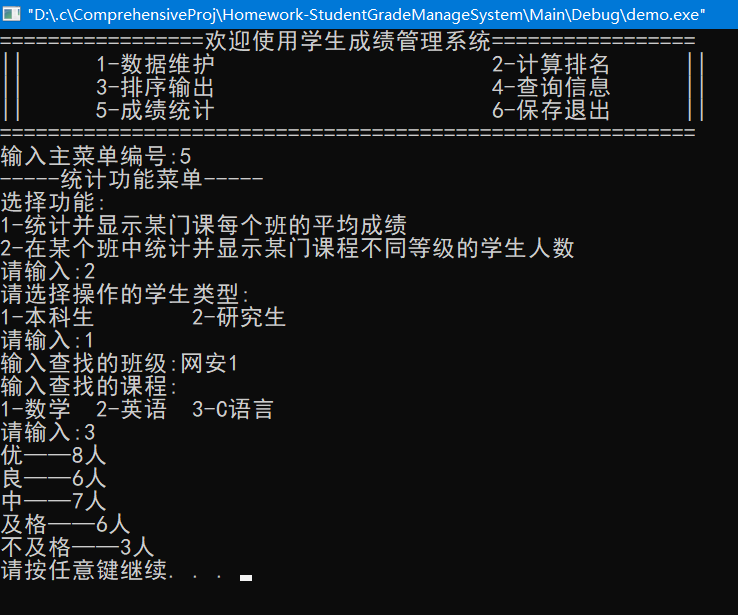 "D:\.c\ComprehensiveProj\Homework-StudentGradeManageSystem\Main\Debug\demo.exe"
=================欢迎使用学生成绩管理系统=================
||      1-数据维护                       2-计算排名      ||
||      3-排序输出                       4-查询信息      ||
||      5-成绩统计                       6-保存退出      ||
==========================================================
输入主菜单编号:5
-----统计功能菜单-----
选择功能:
1-统计并显示某门课每个班的平均成绩
2-在某个班中统计并显示某门课程不同等级的学生人数
请输入:2
请选择操作的学生类型:
1-本科生        2-研究生
请输入:1
输入查找的班级:网安1
输入查找的课程:
1-数学  2-英语  3-C语言
请输入:3
优——8人
良——6人
中——7人
及格——6人
不及格——3人
请按任意键继续. . .